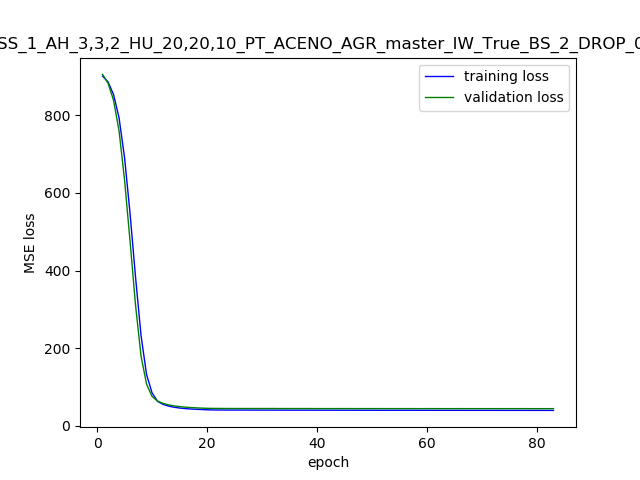 SS_1_AH_3,3,2_HU_20,20,10_PT_ACENO_AGR_master_IW_True_BS_2_DROP_0
training loss
validation loss
MSE loss
800
600
400
200
0
0 20 40 60 80
epoch